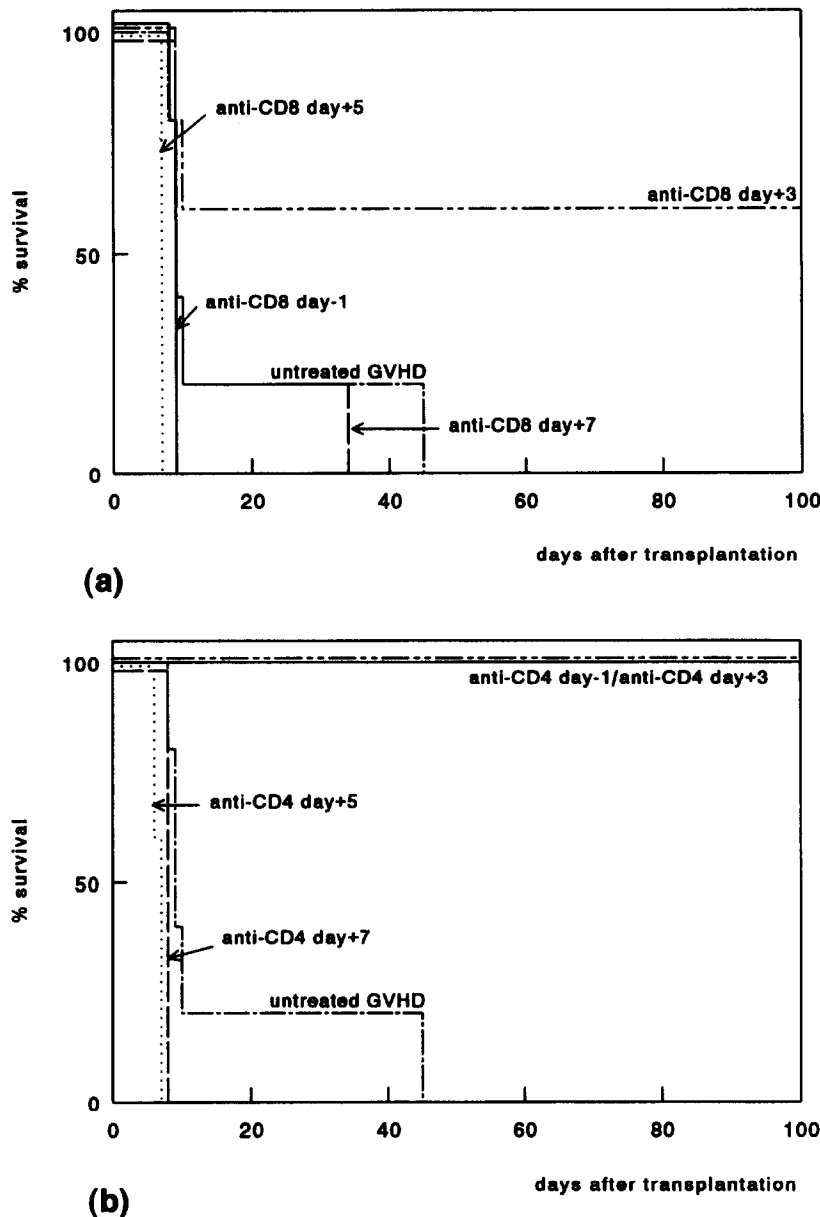 100
anti-CD8 day+5
anti-CD8 day+3
% survival
50
anti-CD8 day-1
untreated GVHD
anti-CD8 day+7
0
0 20 40 60 80 100
days after transplantation
(a)
100
anti-CD4 day-1/anti-CD4 day+3
anti-CD4 day+5
% survival
50
anti-CD4 day+7
untreated GVHD
0
0 20 40 60 80 100
days after transplantation
(b)